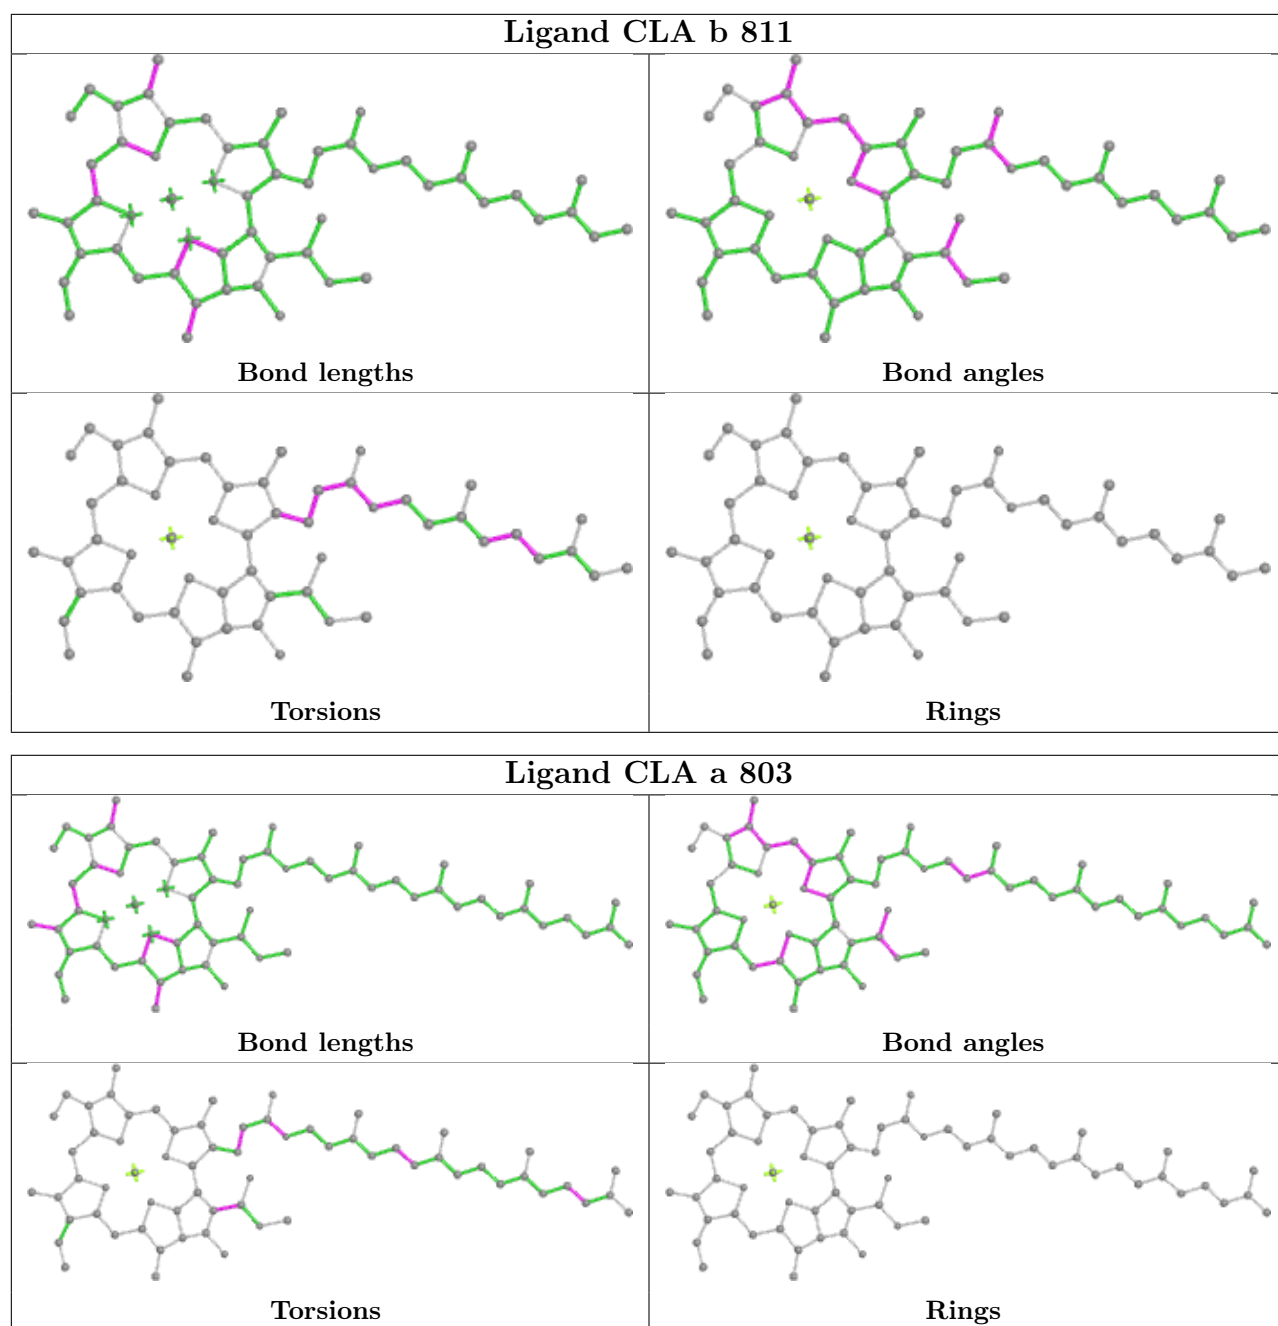 Ligand CLA b 811
Bond lengths
Bond angles
Torsions
Rings
Ligand CLA a 803
Bond lengths
Bond angles
Torsions
Rings